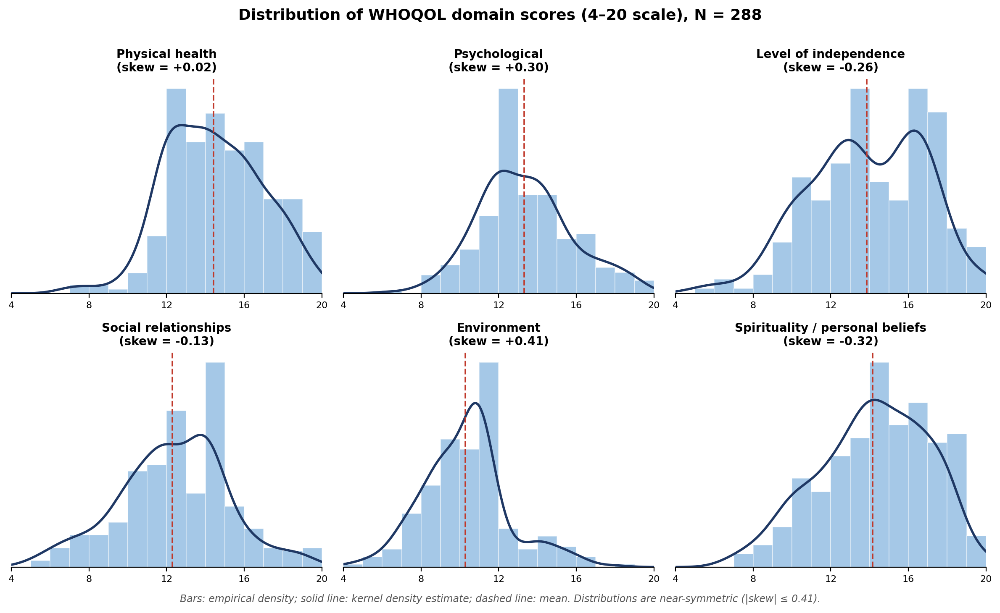 Distribution of WHOQOL domain scores (4–20 scale), N = 288
Physical health
(skew = +0.02)
Psychological
(skew = +0.30)
Level of independence
(skew = -0.26)
4 8 12 16 20
4 8 12 16 20
4 8 12 16 20
Social relationships
(skew = -0.13)
Environment
(skew = +0.41)
Spirituality / personal beliefs
(skew = -0.32)
4 8 12 16 20
4 8 12 16 20
4 8 12 16 20
Bars: empirical density; solid line: kernel density estimate; dashed line: mean. Distributions are near-symmetric (|skew| ≤ 0.41).